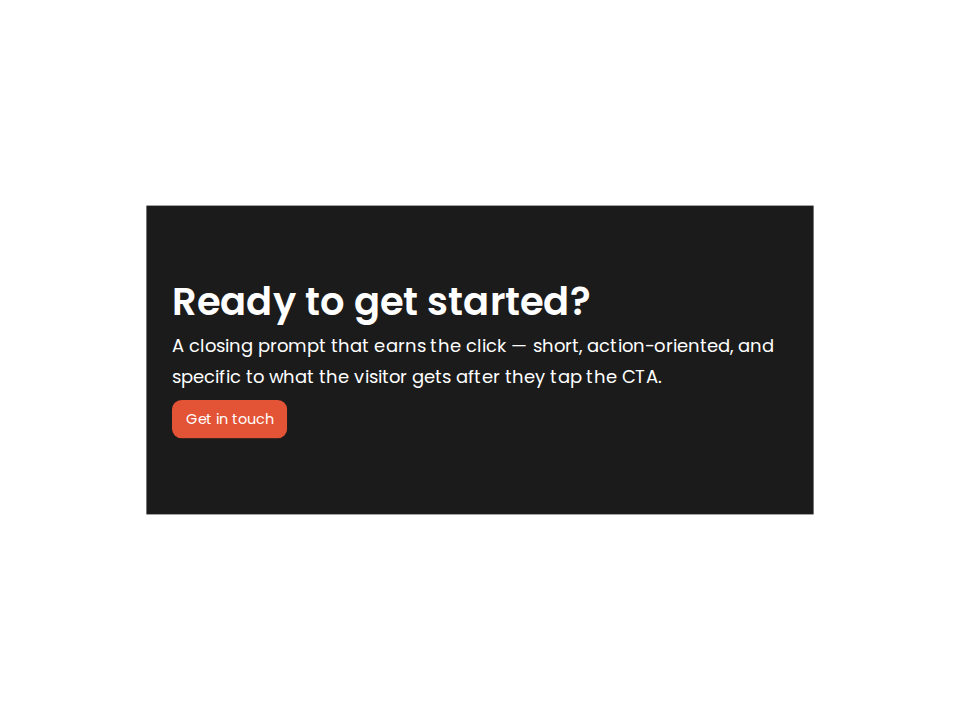 Ready to get started?
A closing prompt that earns the click — short, action-oriented, and
specific to what the visitor gets after they tap the CTA.
Get in touch